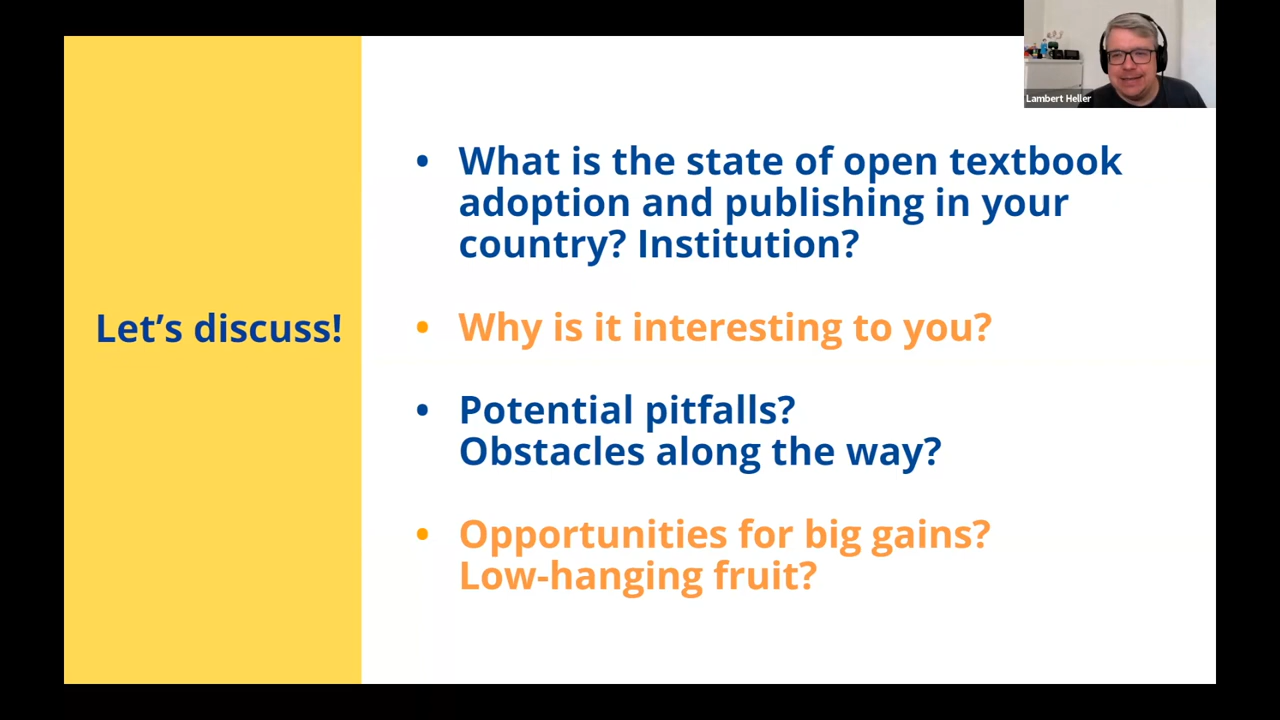 Lambert Heller
Let’s discuss!
• What is the state of open textbook
adoption and publishing in your
country? Institution?
• Why is it interesting to you?
• Potential pitfalls?
Obstacles along the way?
• Opportunities for big gains?
Low-hanging fruit?